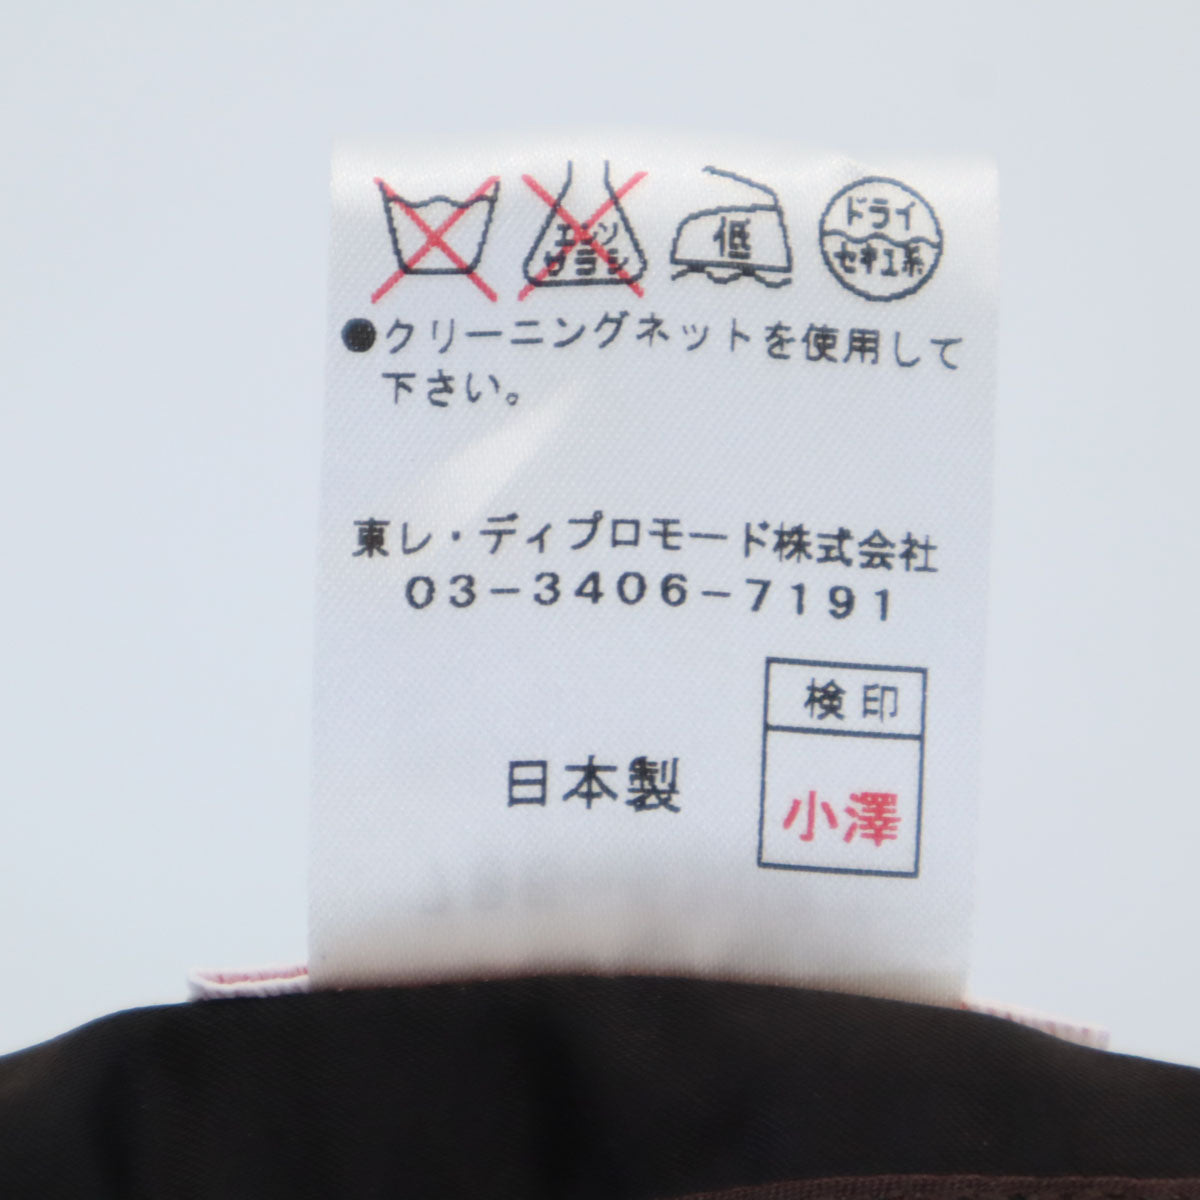 エンソ
サラシ
低
ドライ
セキユ系
●クリーニングネットを使用して
下さい。
東レ・ディプロモード株式会社
03-3406-7191
検印
日本製
小澤